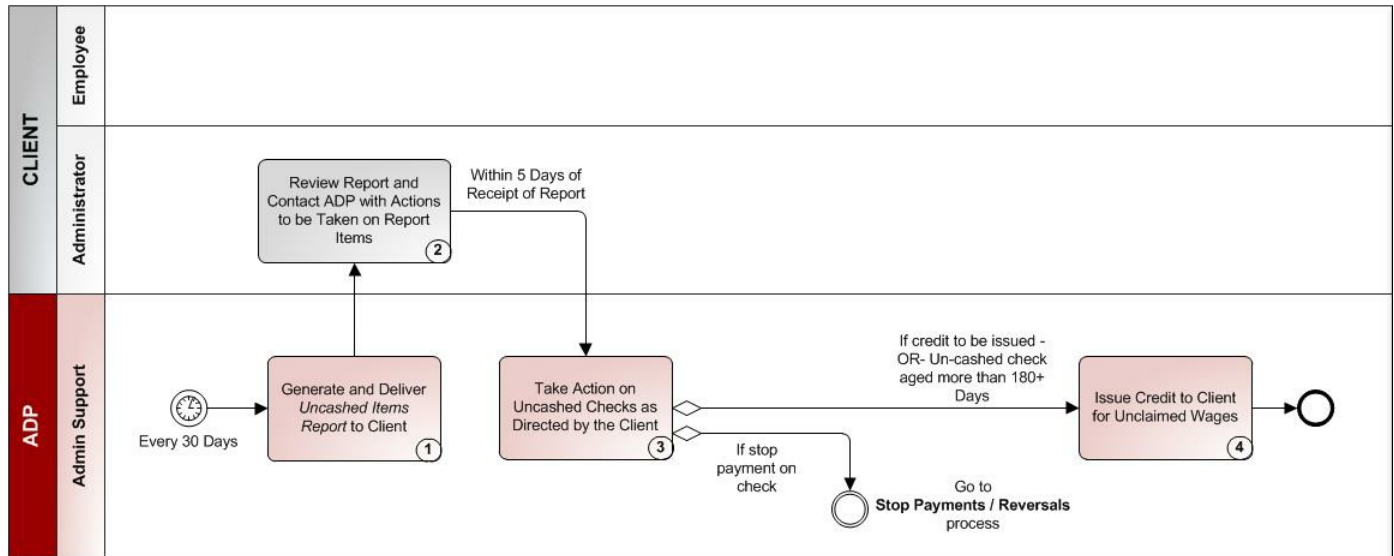 CLIENT
Employee
Administrator
Review Report and
Contact ADP with Actions
to be Taken on Report
Items
2
Within 5 Days of
Receipt of Report
ADP
Admin Support
Every 30 Days
Generate and Deliver
Uncashed Items
Report to Client
1
Take Action on
Uncashed Checks as
Directed by the Client
3
If credit to be issued -
OR- Un-cashed check
aged more than 180+
Days
If stop
payment on
check
Go to
Stop Payments / Reversals
process
Issue Credit to Client
for Unclaimed Wages
4